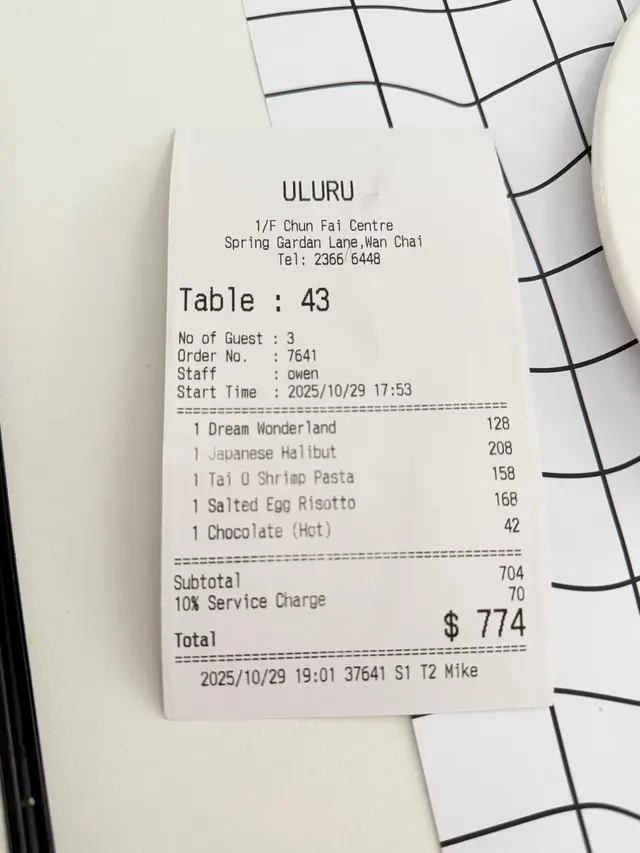 ULURU
1/F Chun Fai Centre
Spring Gardan Lane,Wan Chai
Tel: 2366 6448
Table : 43
No of Guest : 3
Order No. : 7641
Staff : owen
Start Time : 2025/10/29 17:53
1 Dream Wonderland 128
1 Japanese Halibut 208
1 Tai O Shrimp Pasta 158
1 Salted Egg Risotto 168
1 Chocolate (Hot) 42
Subtotal 704
10% Service Charge 70
Total $ 774
2025/10/29 19:01 37641 S1 T2 Mike